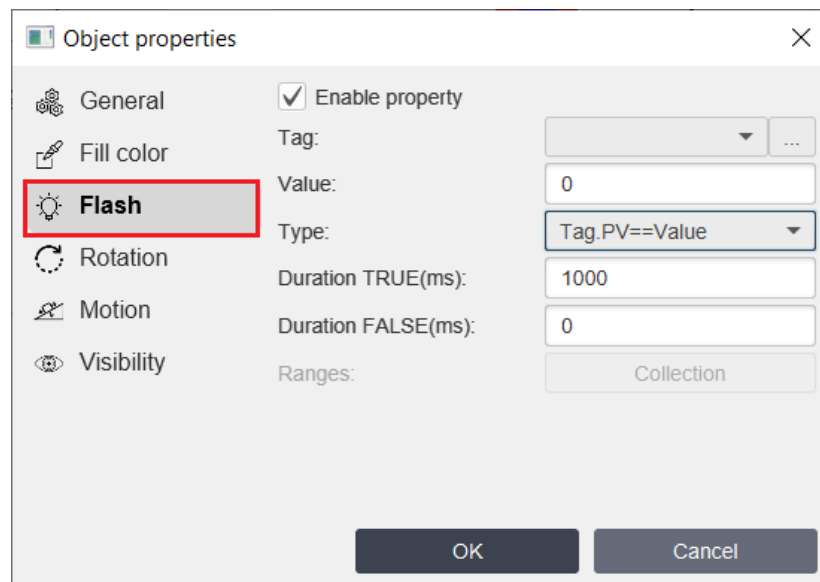 Object properties
General
Fill color
Flash
Rotation
Motion
Visibility
Enable property
Tag:
...
Value:
0
Type:
Tag.PV==Value
Duration TRUE(ms):
1000
Duration FALSE(ms):
0
Ranges:
Collection
OK
Cancel